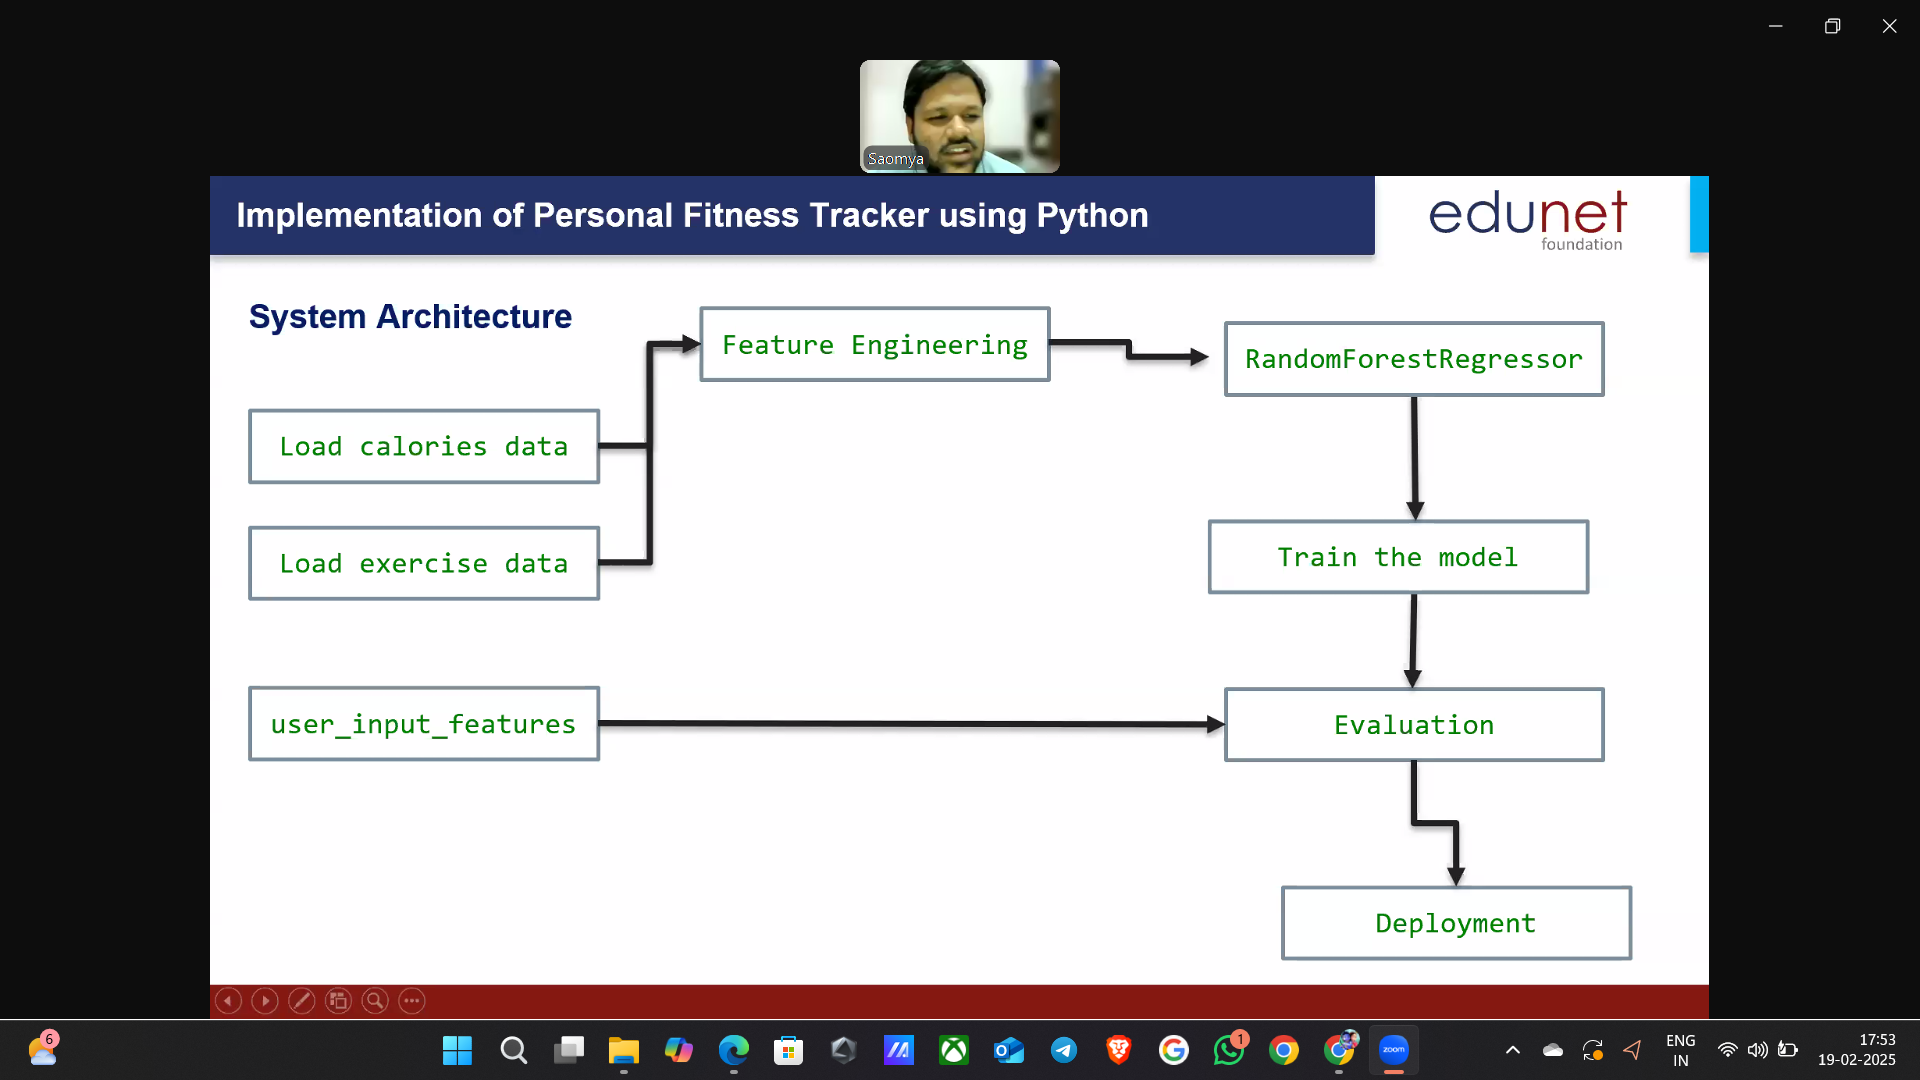 Saomya
Implementation of Personal Fitness Tracker using Python
edunet
foundation
System Architecture
Feature Engineering
RandomForestRegressor
Load calories data
Load exercise data
Train the model
user_input_features
Evaluation
Deployment
6
1
zoom
ENG
IN
17:53
19-02-2025